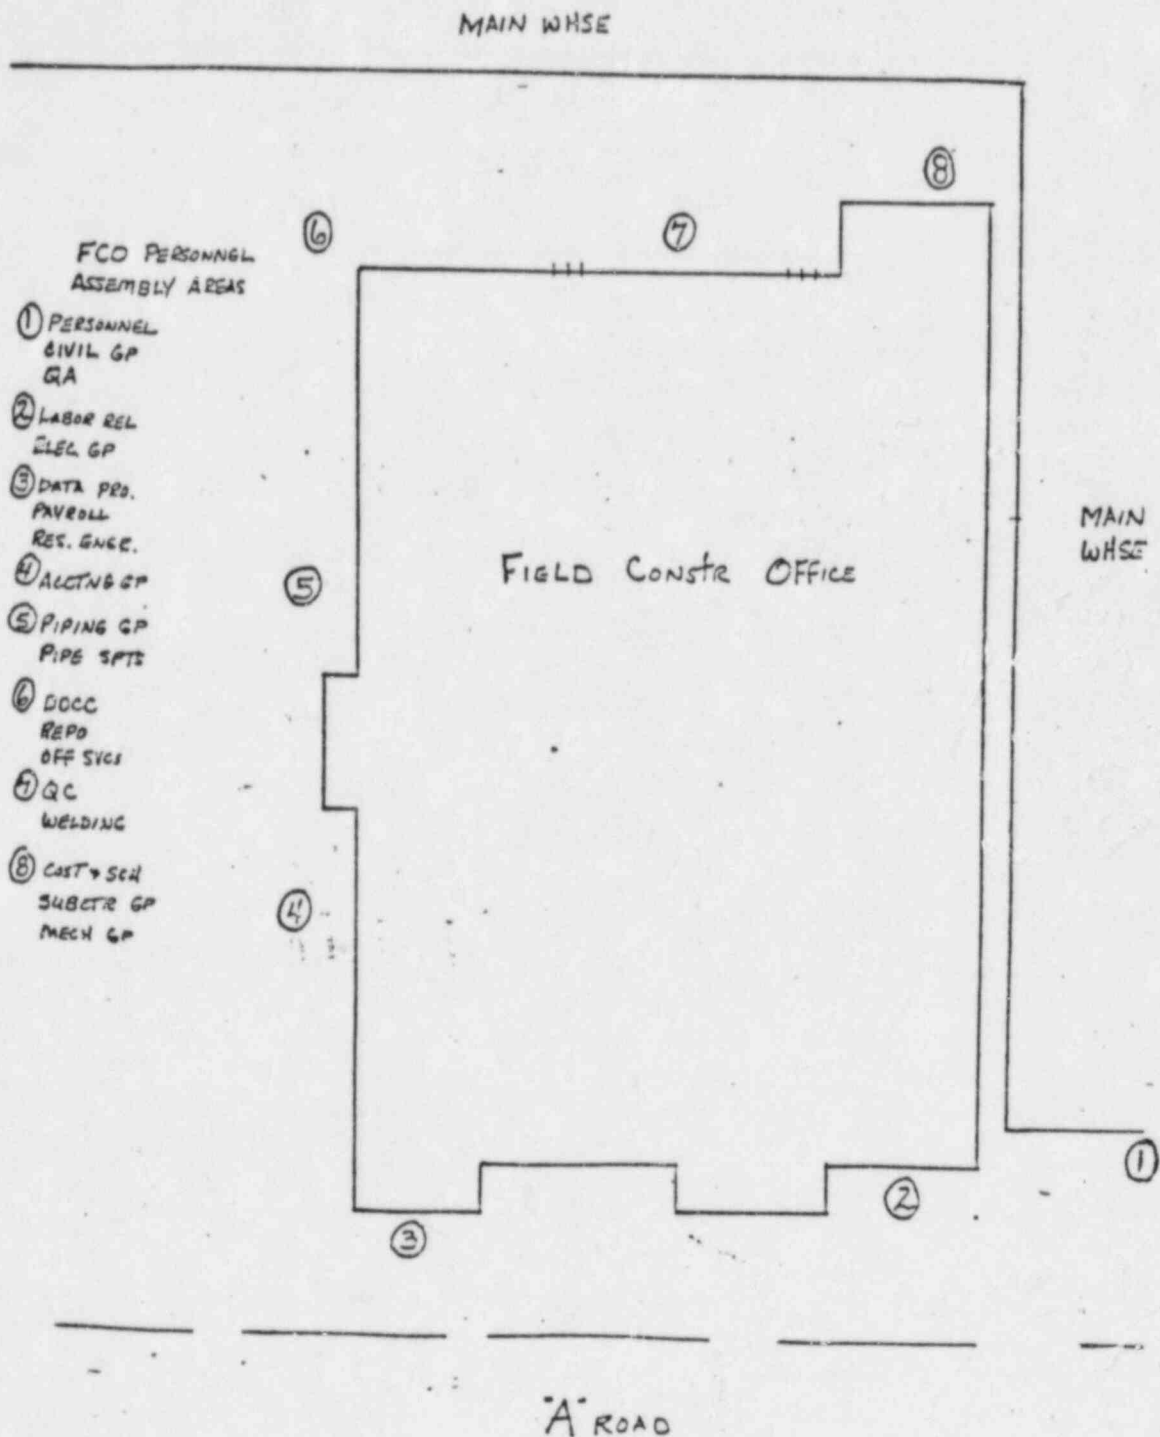 MAIN WHSE
⑧
⑥
⑦
FCO PERSONNEL
ASSEMBLY AREAS
① PERSONNEL
CIVIL GP
QA
② LABOR REL
ELEC. GP
③ DATA PRO.
PAYROLL
RES. ENGR.
④ ACCTNG GP
⑤ PIPING GP
PIPE SPTS
⑥ DOCC
REPO
OFF SVCS
⑦ QC
WELDING
⑧ COST & SCH
SUBCTR GP
MECH GP
MAIN
WHSE
FIELD CONSTR OFFICE
⑤
④
①
②
③
"A" ROAD